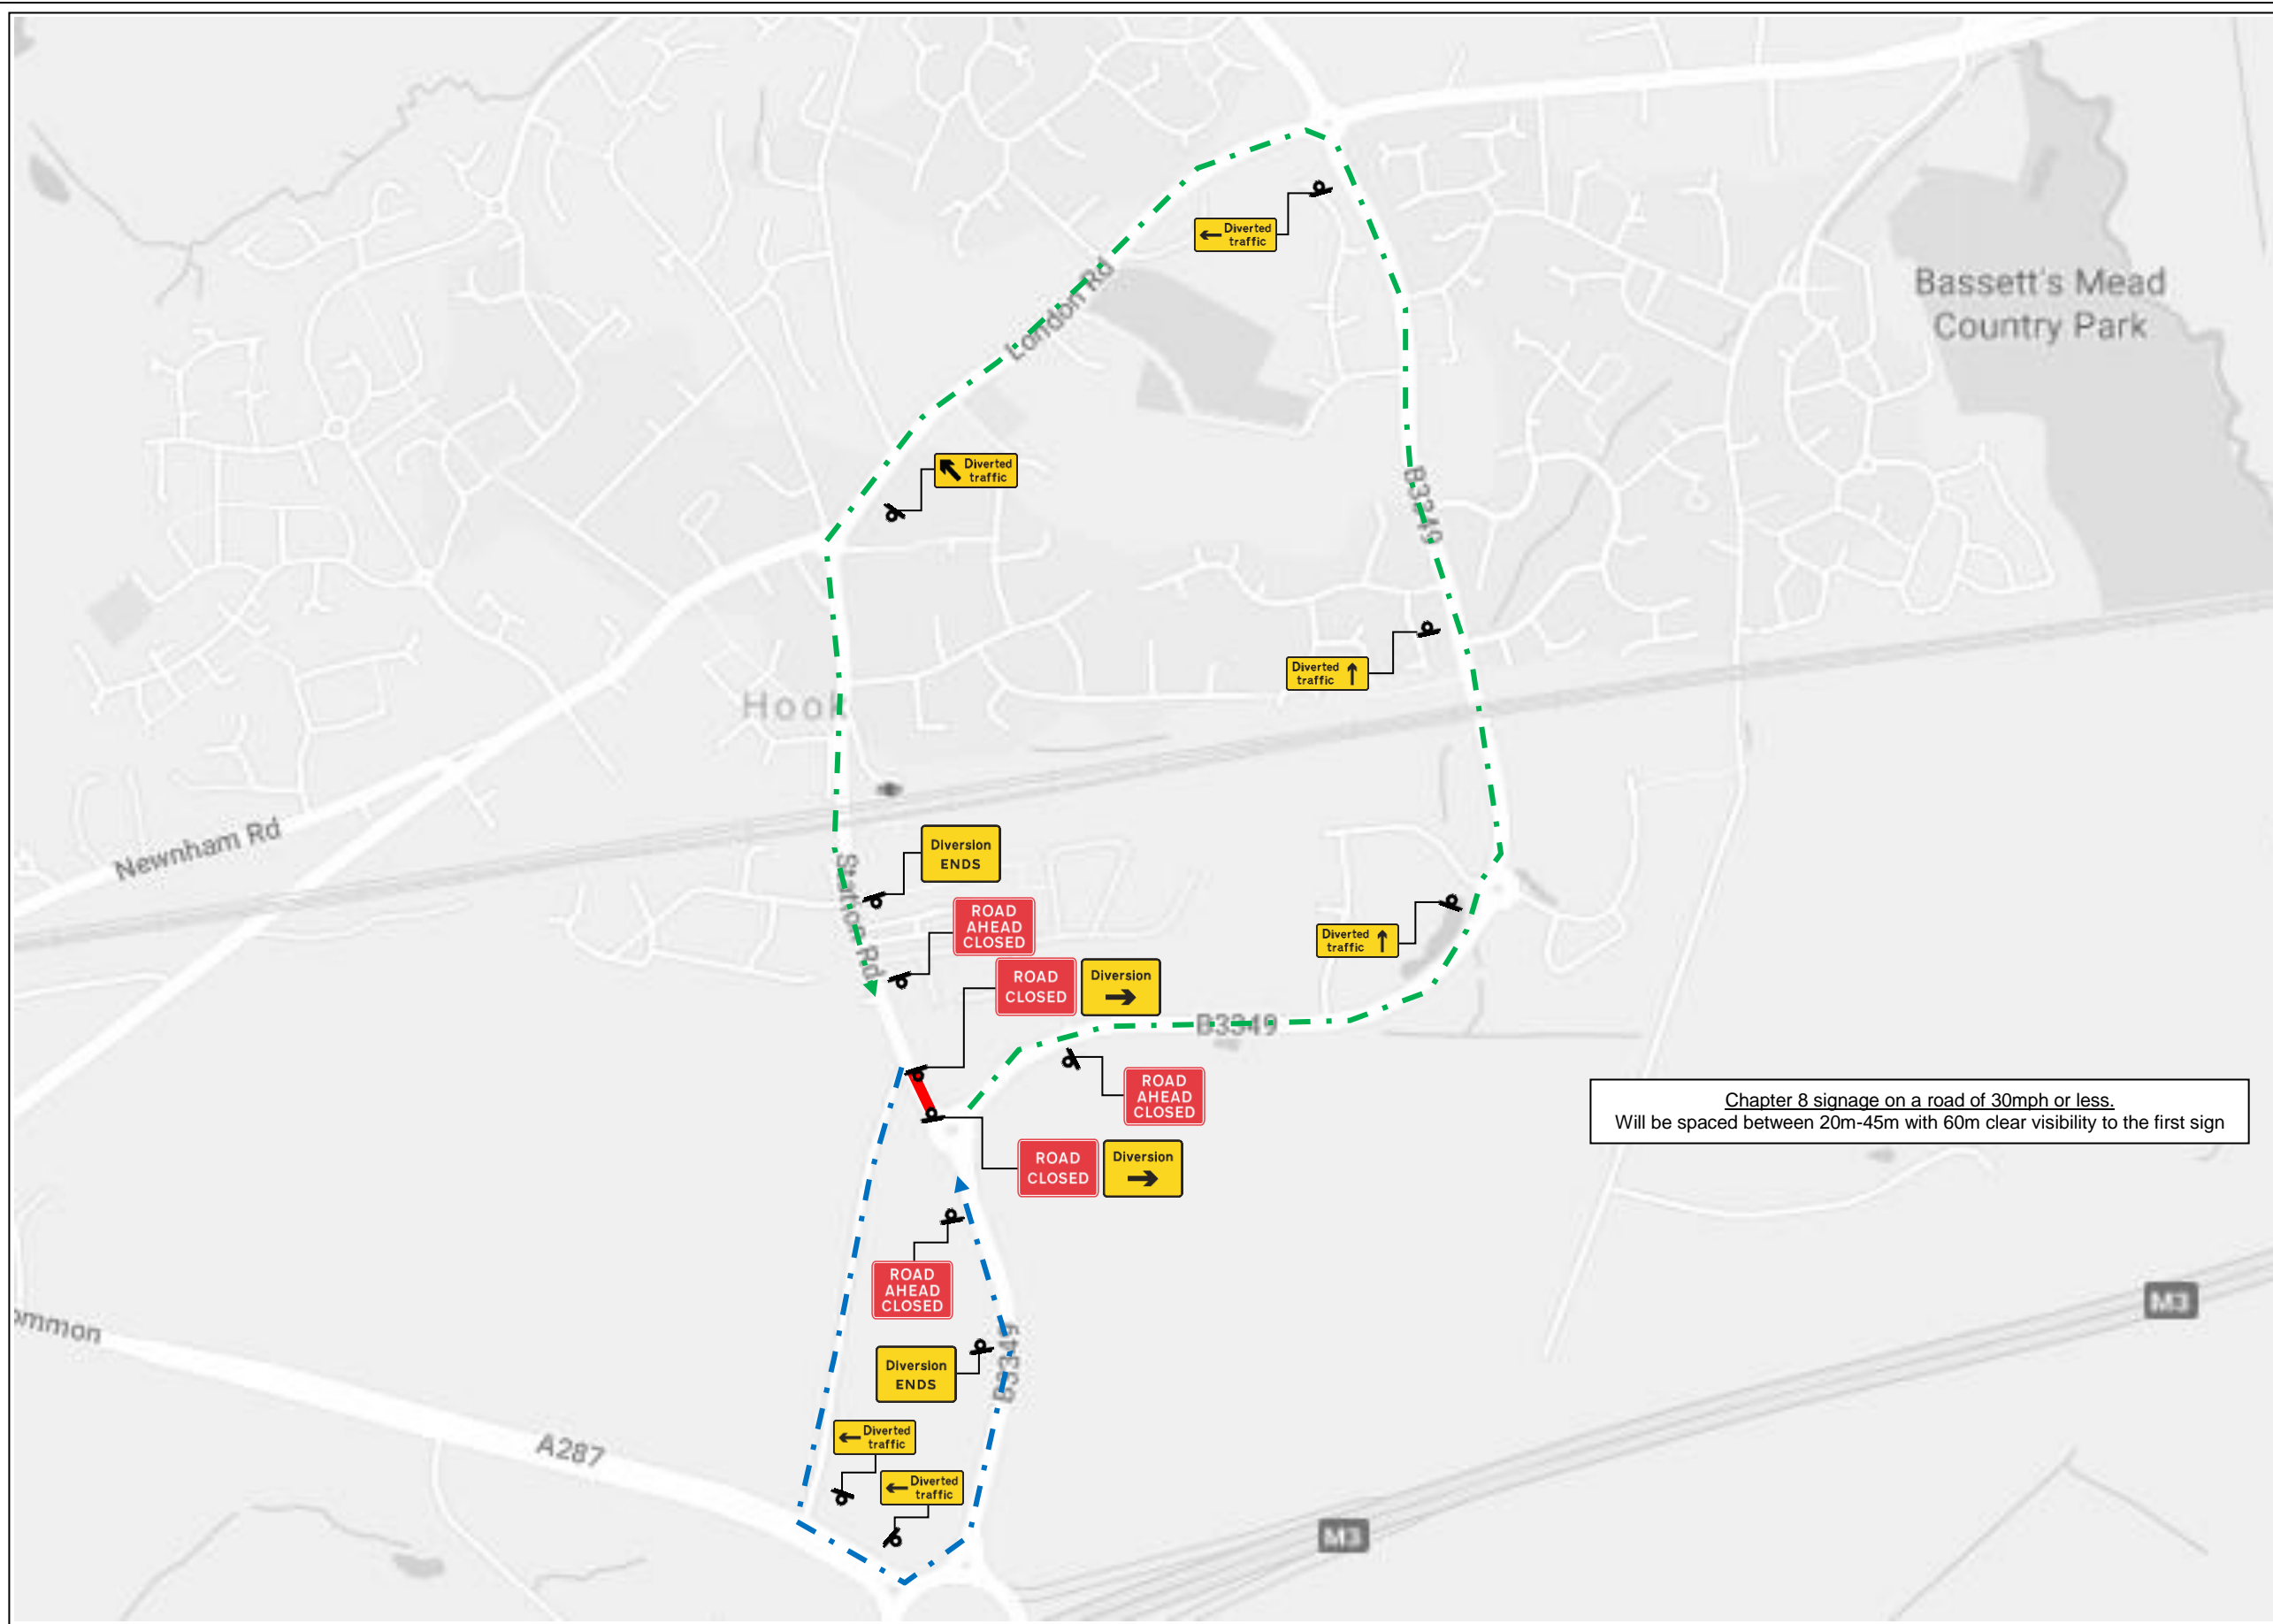 Bassett's Mead
Country Park
Diverted
traffic
London Rd
Diverted
traffic
B3349
Diverted
traffic
Hook
Newnham Rd
Diversion
ENDS
Station Rd
ROAD
AHEAD
CLOSED
Diverted
traffic
ROAD
CLOSED
Diversion
B3349
ROAD
AHEAD
CLOSED
Chapter 8 signage on a road of 30mph or less.
Will be spaced between 20m-45m with 60m clear visibility to the first sign
ROAD
CLOSED
Diversion
ROAD
AHEAD
CLOSED
M3
ommon
B3349
Diversion
ENDS
Diverted
traffic
A287
Diverted
traffic
M3